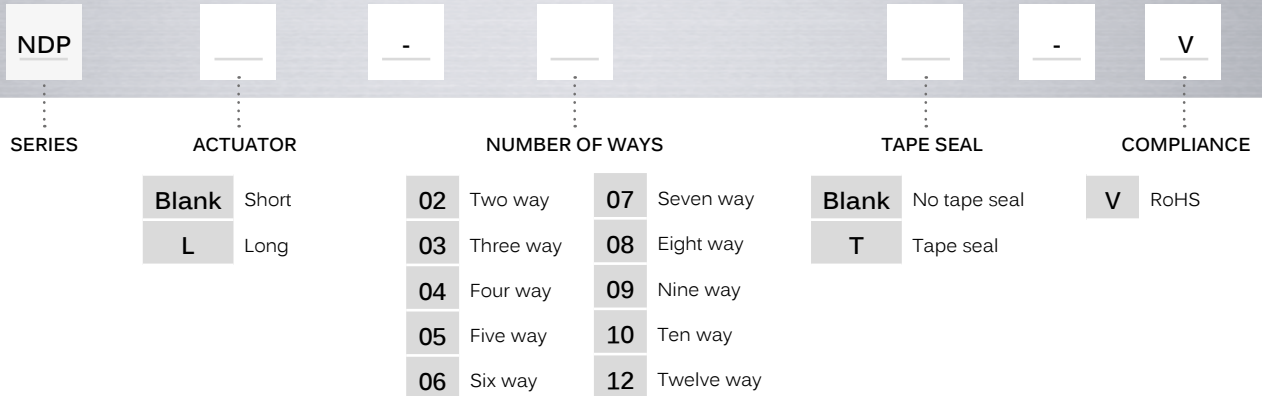 NDP - - V
SERIES ACTUATOR NUMBER OF WAYS TAPE SEAL COMPLIANCE
Blank Short 02 Two way 07 Seven way Blank No tape seal V RoHS
L Long 03 Three way 08 Eight way T Tape seal
04 Four way 09 Nine way
05 Five way 10 Ten way
06 Six way 12 Twelve way